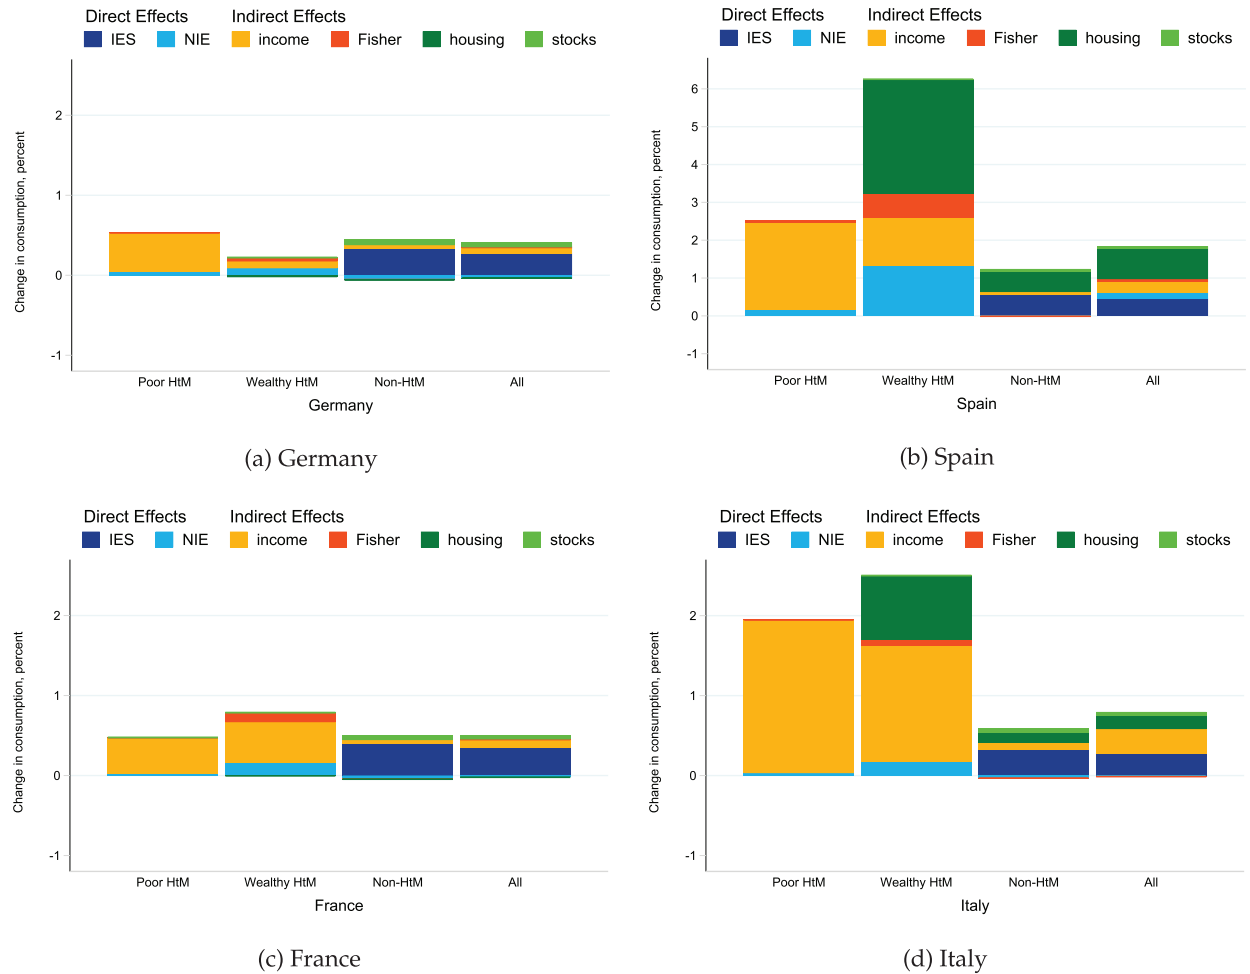 Direct Effects Indirect Effects
IES NIE income Fisher housing stocks
Change in consumption, percent
2
1
0
-1
Poor HtM Wealthy HtM Non-HtM All
Germany
(a) Germany
Direct Effects Indirect Effects
IES NIE income Fisher housing stocks
Change in consumption, percent
6
5
4
3
2
1
0
-1
Poor HtM Wealthy HtM Non-HtM All
Spain
(b) Spain
Direct Effects Indirect Effects
IES NIE income Fisher housing stocks
Change in consumption, percent
2
1
0
-1
Poor HtM Wealthy HtM Non-HtM All
France
(c) France
Direct Effects Indirect Effects
IES NIE income Fisher housing stocks
Change in consumption, percent
2
1
0
-1
Poor HtM Wealthy HtM Non-HtM All
Italy
(d) Italy